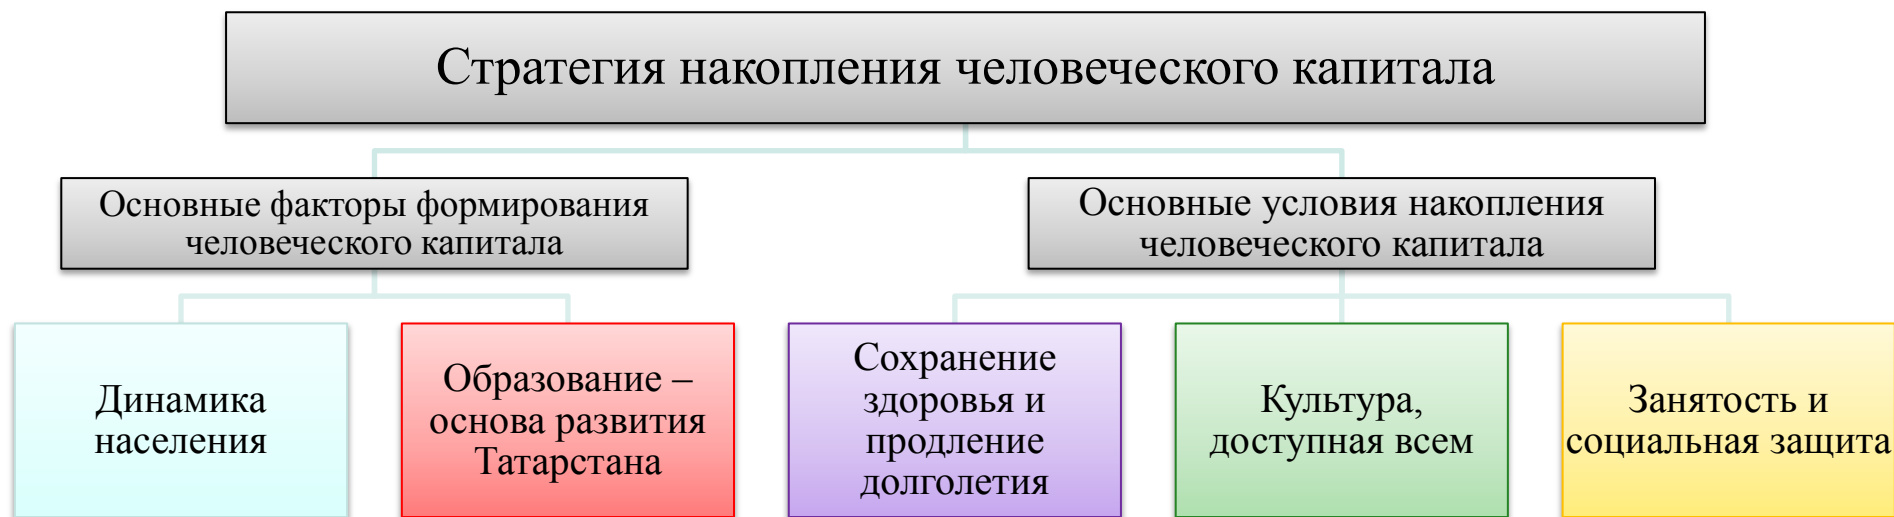 Стратегия накопления человеческого капитала
Основные факторы формирования
человеческого капитала
Основные условия накопления
человеческого капитала
Динамика
населения
Образование –
основа развития
Татарстана
Сохранение
здоровья и
продление
долголетия
Культура,
доступная всем
Занятость и
социальная защита